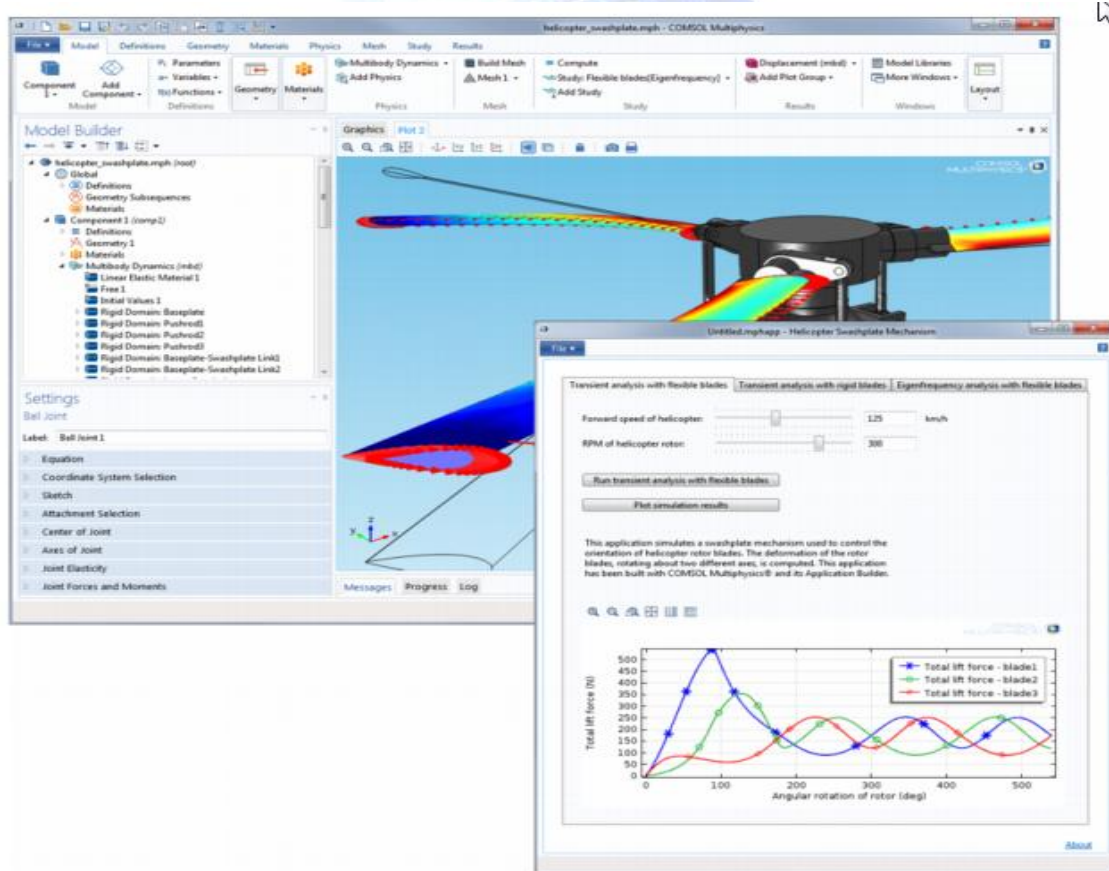 helicopter_swashplate.mph - COMSOL Multiphysics
File Model Definitions Geometry Materials Physics Mesh Study Results
Component 1
Add Component
Model
Pi Parameters
a= Variables
f(x) Functions
Definitions
Geometry
Materials
Multibody Dynamics
Add Physics
Physics
Build Mesh
Mesh 1
Mesh
= Compute
Study: Flexible blades(Eigenfrequency)
Add Study
Study
Displacement (mbd)
Add Plot Group
Results
Model Libraries
More Windows
Windows
Layout
Model Builder
helicopter_swashplate.mph (root)
Global
Definitions
Geometry Subsequences
Materials
Component 1 (comp1)
Definitions
Geometry 1
Materials
Multibody Dynamics (mbd)
Linear Elastic Material 1
Free 1
Initial Values 1
Rigid Domain: Baseplate
Rigid Domain: Pushrod1
Rigid Domain: Pushrod2
Rigid Domain: Pushrod3
Rigid Domain: Baseplate-Swashplate Link1
Rigid Domain: Baseplate-Swashplate Link2
Settings
Ball Joint
Label: Ball Joint 1
Equation
Coordinate System Selection
Sketch
Attachment Selection
Center of Joint
Axes of Joint
Joint Elasticity
Joint Forces and Moments
Graphics Plot 2
COMSOL
MULTIPHYSICS
z
y x
Messages Progress Log
Untitled.mphapp - Helicopter Swashplate Mechanism
File
Transient analysis with flexible blades Transient analysis with rigid blades Eigenfrequency analysis with flexible blades
Forward speed of helicopter: 125 km/h
RPM of helicopter rotor: 300
Run transient analysis with flexible blades
Plot simulation results
This application simulates a swashplate mechanism used to control the
orientation of helicopter rotor blades. The deformation of the rotor
blades, rotating about two different axes, is computed. This application
has been built with COMSOL Multiphysics® and its Application Builder.
Total lift force (N)
500
450
400
350
300
250
200
150
100
50
0
Total lift force - blade1
Total lift force - blade2
Total lift force - blade3
0 100 200 300 400 500
Angular rotation of rotor (deg)
About